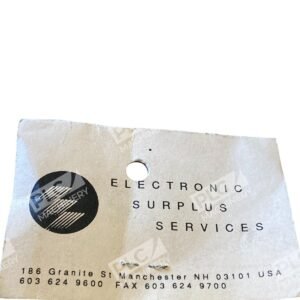 ELECTRONIC
SURPLUS
SERVICES
186 Granite St Manchester NH 03101 USA
603 624 9600 FAX 603 624 9700